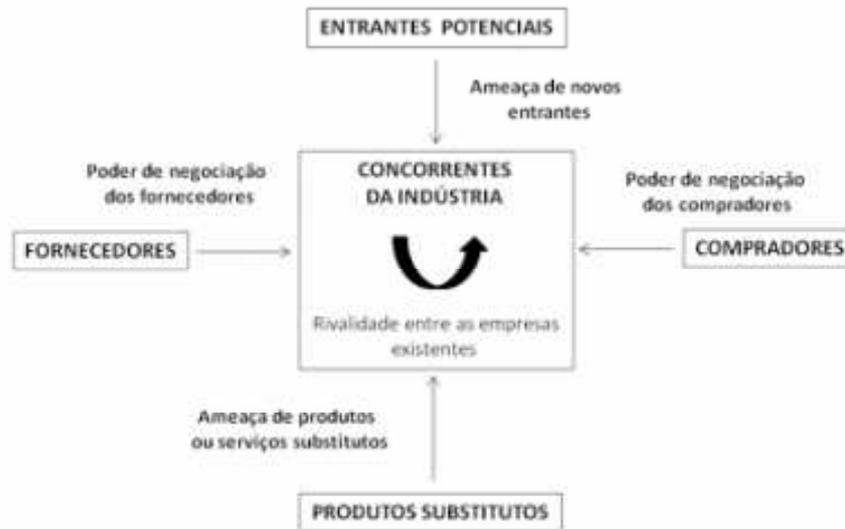 ENTRANTES POTENCIAIS
Ameaça de novos
entrantes
Poder de negociação
dos fornecedores
CONCORRENTES
DA INDÚSTRIA
Poder de negociação
dos compradores
FORNECEDORES
COMPRADORES
Rivalidade entre as empresas
existentes
Ameaça de produtos
ou serviços substitutos
PRODUTOS SUBSTITUTOS